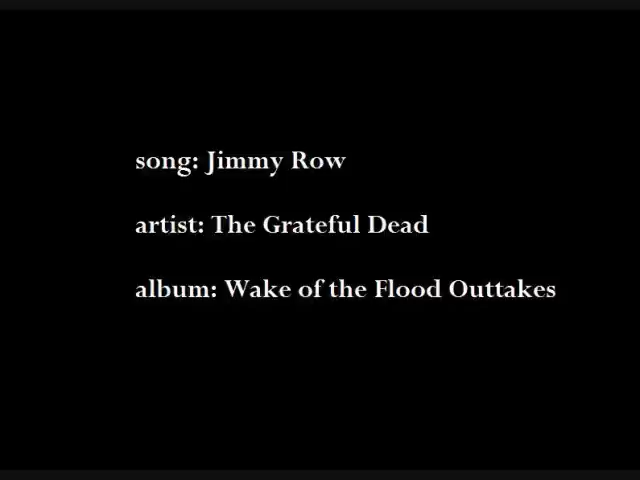 song: Jimmy Row
artist: The Grateful Dead
album: Wake of the Flood Outtakes